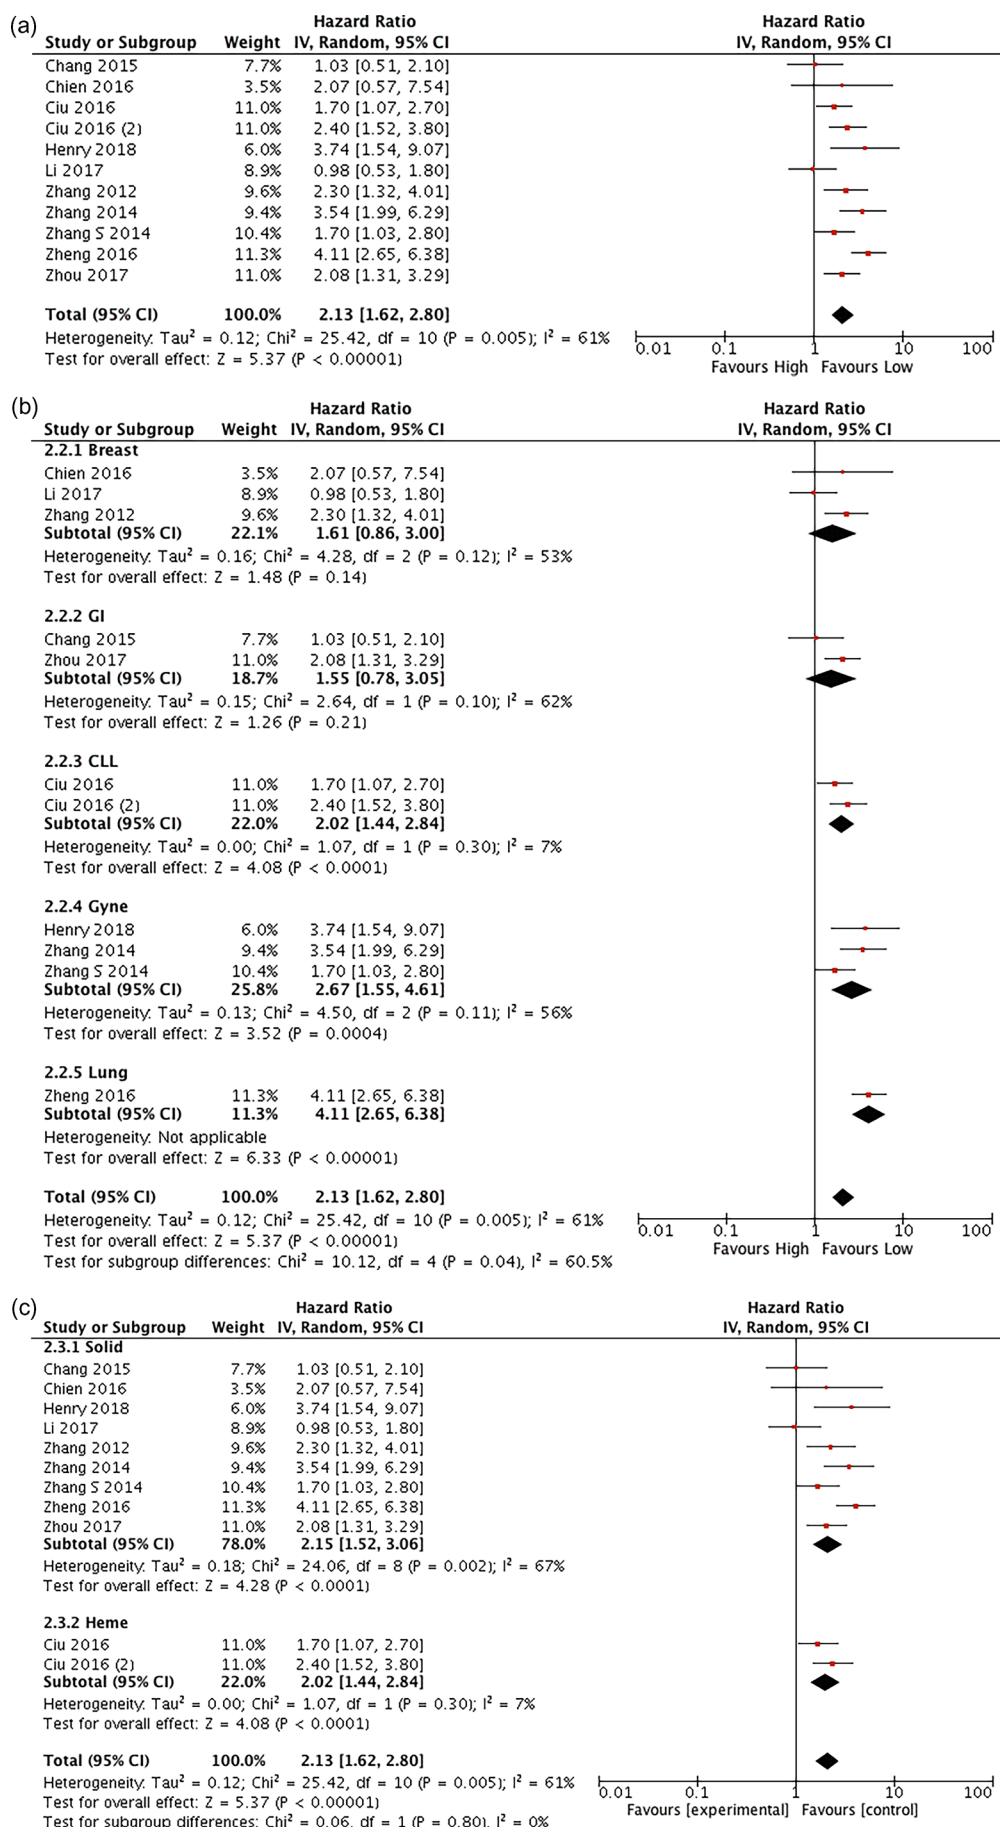 (a)
Hazard Ratio Hazard Ratio
Study or Subgroup Weight IV, Random, 95% CI IV, Random, 95% CI
Chang 2015 7.7% 1.03 [0.51, 2.10]
Chien 2016 3.5% 2.07 [0.57, 7.54]
Ciu 2016 11.0% 1.70 [1.07, 2.70]
Ciu 2016 (2) 11.0% 2.40 [1.52, 3.80]
Henry 2018 6.0% 3.74 [1.54, 9.07]
Li 2017 8.9% 0.98 [0.53, 1.80]
Zhang 2012 9.6% 2.30 [1.32, 4.01]
Zhang 2014 9.4% 3.54 [1.99, 6.29]
Zhang S 2014 10.4% 1.70 [1.03, 2.80]
Zheng 2016 11.3% 4.11 [2.65, 6.38]
Zhou 2017 11.0% 2.08 [1.31, 3.29]
Total (95% CI) 100.0% 2.13 [1.62, 2.80]
Heterogeneity: Tau² = 0.12; Chi² = 25.42, df = 10 (P = 0.005); I² = 61%
Test for overall effect: Z = 5.37 (P < 0.00001)
0.01 0.1 1 10 100
Favours High Favours Low
(b)
Hazard Ratio Hazard Ratio
Study or Subgroup Weight IV, Random, 95% CI IV, Random, 95% CI
2.2.1 Breast
Chien 2016 3.5% 2.07 [0.57, 7.54]
Li 2017 8.9% 0.98 [0.53, 1.80]
Zhang 2012 9.6% 2.30 [1.32, 4.01]
Subtotal (95% CI) 22.1% 1.61 [0.86, 3.00]
Heterogeneity: Tau² = 0.16; Chi² = 4.28, df = 2 (P = 0.12); I² = 53%
Test for overall effect: Z = 1.48 (P = 0.14)
2.2.2 GI
Chang 2015 7.7% 1.03 [0.51, 2.10]
Zhou 2017 11.0% 2.08 [1.31, 3.29]
Subtotal (95% CI) 18.7% 1.55 [0.78, 3.05]
Heterogeneity: Tau² = 0.15; Chi² = 2.64, df = 1 (P = 0.10); I² = 62%
Test for overall effect: Z = 1.26 (P = 0.21)
2.2.3 CLL
Ciu 2016 11.0% 1.70 [1.07, 2.70]
Ciu 2016 (2) 11.0% 2.40 [1.52, 3.80]
Subtotal (95% CI) 22.0% 2.02 [1.44, 2.84]
Heterogeneity: Tau² = 0.00; Chi² = 1.07, df = 1 (P = 0.30); I² = 7%
Test for overall effect: Z = 4.08 (P < 0.0001)
2.2.4 Gyne
Henry 2018 6.0% 3.74 [1.54, 9.07]
Zhang 2014 9.4% 3.54 [1.99, 6.29]
Zhang S 2014 10.4% 1.70 [1.03, 2.80]
Subtotal (95% CI) 25.8% 2.67 [1.55, 4.61]
Heterogeneity: Tau² = 0.13; Chi² = 4.50, df = 2 (P = 0.11); I² = 56%
Test for overall effect: Z = 3.52 (P = 0.0004)
2.2.5 Lung
Zheng 2016 11.3% 4.11 [2.65, 6.38]
Subtotal (95% CI) 11.3% 4.11 [2.65, 6.38]
Heterogeneity: Not applicable
Test for overall effect: Z = 6.33 (P < 0.00001)
Total (95% CI) 100.0% 2.13 [1.62, 2.80]
Heterogeneity: Tau² = 0.12; Chi² = 25.42, df = 10 (P = 0.005); I² = 61%
Test for overall effect: Z = 5.37 (P < 0.00001)
Test for subgroup differences: Chi² = 10.12, df = 4 (P = 0.04), I² = 60.5%
0.01 0.1 1 10 100
Favours High Favours Low
(c)
Hazard Ratio Hazard Ratio
Study or Subgroup Weight IV, Random, 95% CI IV, Random, 95% CI
2.3.1 Solid
Chang 2015 7.7% 1.03 [0.51, 2.10]
Chien 2016 3.5% 2.07 [0.57, 7.54]
Henry 2018 6.0% 3.74 [1.54, 9.07]
Li 2017 8.9% 0.98 [0.53, 1.80]
Zhang 2012 9.6% 2.30 [1.32, 4.01]
Zhang 2014 9.4% 3.54 [1.99, 6.29]
Zhang S 2014 10.4% 1.70 [1.03, 2.80]
Zheng 2016 11.3% 4.11 [2.65, 6.38]
Zhou 2017 11.0% 2.08 [1.31, 3.29]
Subtotal (95% CI) 78.0% 2.15 [1.52, 3.06]
Heterogeneity: Tau² = 0.18; Chi² = 24.06, df = 8 (P = 0.002); I² = 67%
Test for overall effect: Z = 4.28 (P < 0.0001)
2.3.2 Heme
Ciu 2016 11.0% 1.70 [1.07, 2.70]
Ciu 2016 (2) 11.0% 2.40 [1.52, 3.80]
Subtotal (95% CI) 22.0% 2.02 [1.44, 2.84]
Heterogeneity: Tau² = 0.00; Chi² = 1.07, df = 1 (P = 0.30); I² = 7%
Test for overall effect: Z = 4.08 (P < 0.0001)
Total (95% CI) 100.0% 2.13 [1.62, 2.80]
Heterogeneity: Tau² = 0.12; Chi² = 25.42, df = 10 (P = 0.005); I² = 61%
Test for overall effect: Z = 5.37 (P < 0.00001)
Test for subgroup differences: Chi² = 0.06, df = 1 (P = 0.80), I² = 0%
0.01 0.1 1 10 100
Favours [experimental] Favours [control]